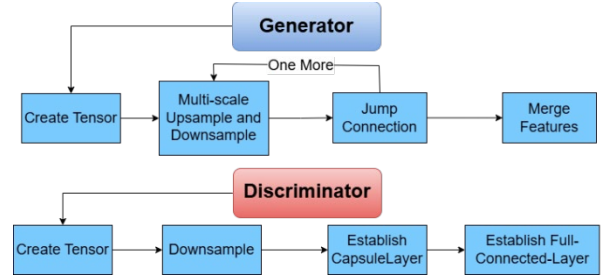 Generator
One More
Create Tensor
Multi-scale
Upsample and
Downsample
Jump
Connection
Merge
Features
Discriminator
Create Tensor
Downsample
Establish
CapsuleLayer
Establish Full-
Connected-Layer